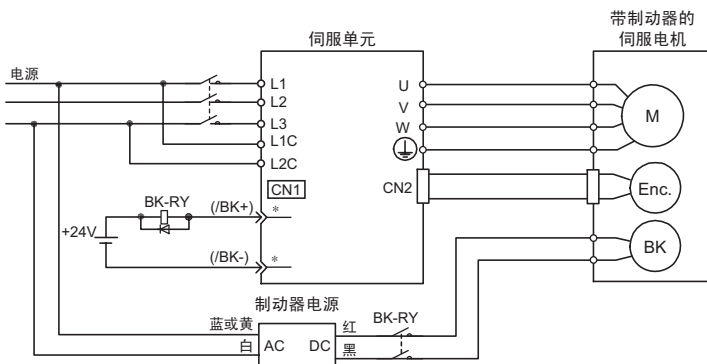 伺服单元
带制动器的
伺服电机
电源
L1
L2
L3
L1C
L2C
U
V
W
M
CN1
CN2
Enc.
BK-RY
(/BK+)
*
+24V
(/BK-)
*
BK
制动器电源
蓝或黄
白
AC
DC
红
黑
BK-RY